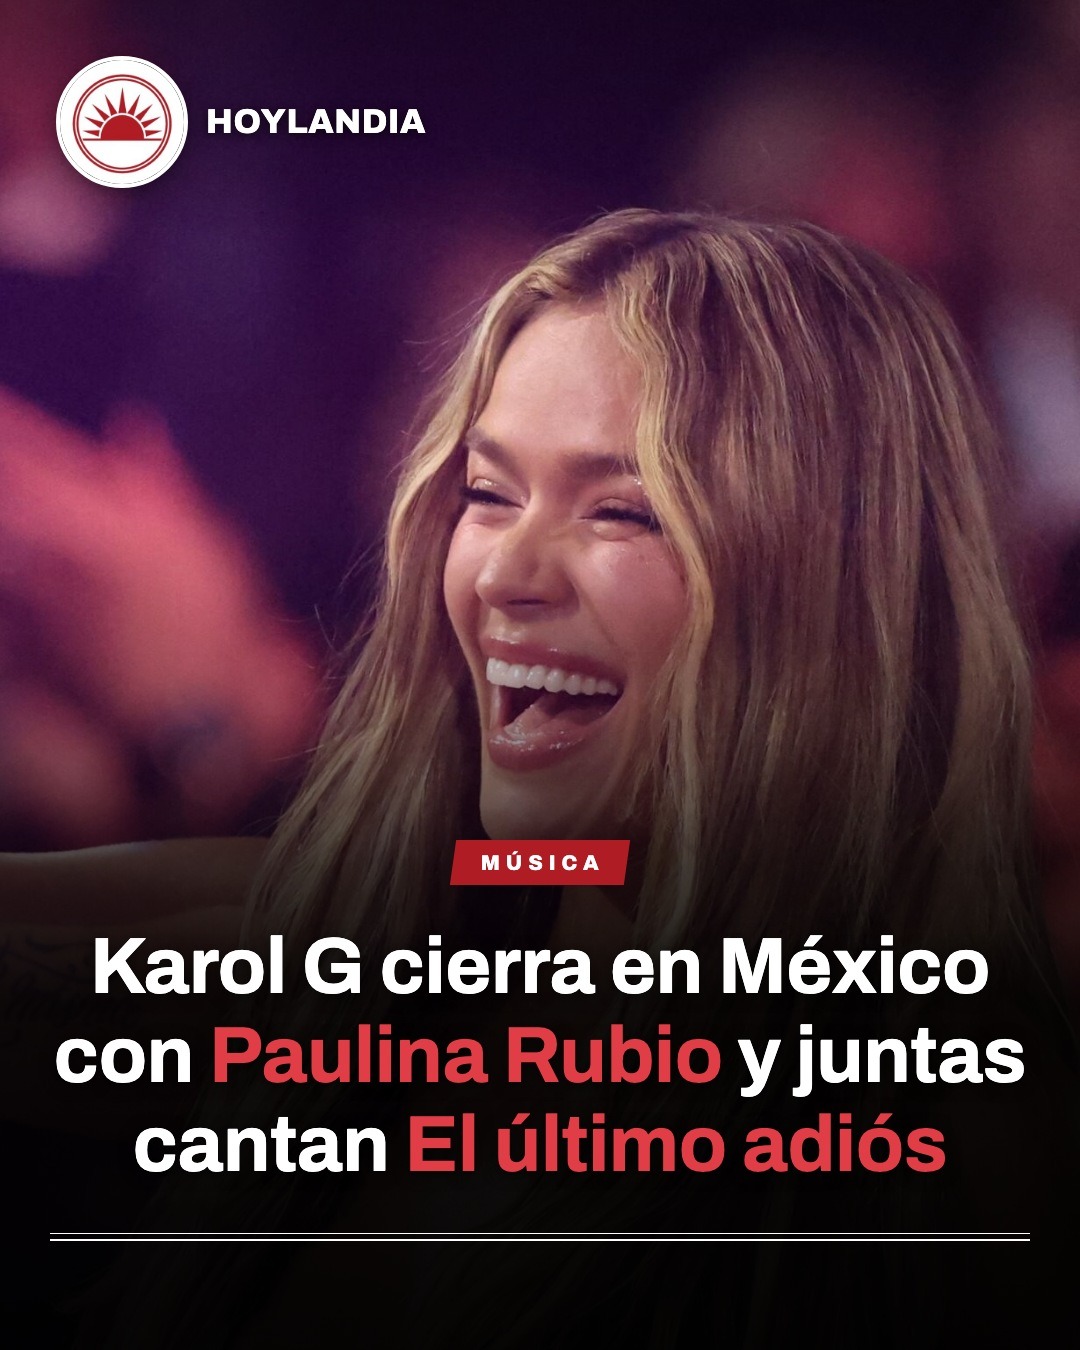 HOYLANDIA
MÚSICA
Karol G cierra en México
con Paulina Rubio y juntas
cantan El último adiós